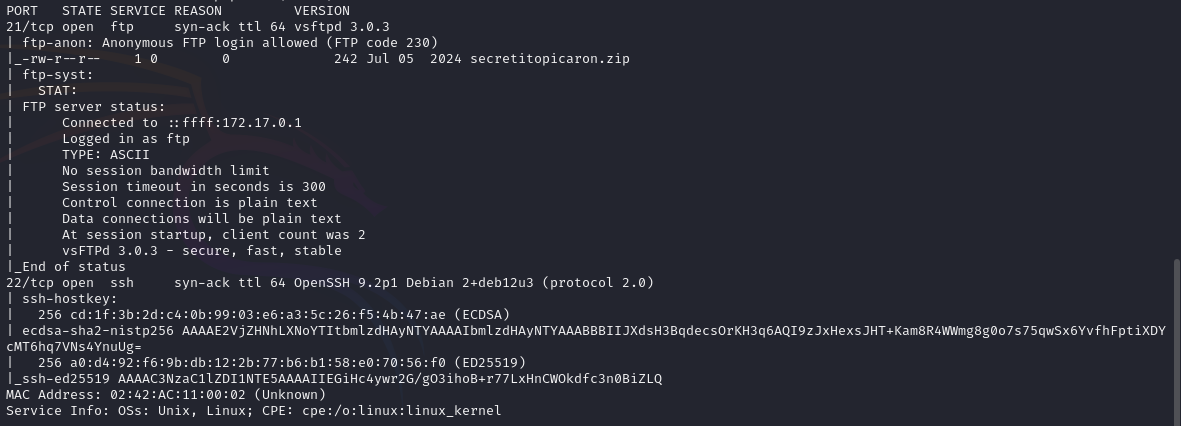 PORT   STATE SERVICE REASON         VERSION
21/tcp open  ftp     syn-ack ttl 64 vsftpd 3.0.3
| ftp-anon: Anonymous FTP login allowed (FTP code 230)
|_-rw-r--r--    1 0        0             242 Jul 05  2024 secretitopicaron.zip
| ftp-syst:
|   STAT:
| FTP server status:
|      Connected to ::ffff:172.17.0.1
|      Logged in as ftp
|      TYPE: ASCII
|      No session bandwidth limit
|      Session timeout in seconds is 300
|      Control connection is plain text
|      Data connections will be plain text
|      At session startup, client count was 2
|      vsFTPd 3.0.3 - secure, fast, stable
|_End of status
22/tcp open  ssh     syn-ack ttl 64 OpenSSH 9.2p1 Debian 2+deb12u3 (protocol 2.0)
| ssh-hostkey:
|   256 cd:1f:3b:2d:c4:0b:99:03:e6:a3:5c:26:f5:4b:47:ae (ECDSA)
| ecdsa-sha2-nistp256 AAAAE2VjZHNhLXNoYTItbmlzdHAyNTYAAAAIbmlzdHAyNTYAAABBBIIJXdsH3BqdecsOrKH3q6AQI9zJxHexsJHT+Kam8R4WWmg8g0o7s75qwSx6YvfhFptiXDY
cMT6hq7VNs4YnuUg=
|   256 a0:d4:92:f6:9b:db:12:2b:77:b6:b1:58:e0:70:56:f0 (ED25519)
|_ssh-ed25519 AAAAC3NzaC1lZDI1NTE5AAAAIIEGiHc4ywr2G/gO3ihoB+r77LxHnCWOkdfc3n0BiZLQ
MAC Address: 02:42:AC:11:00:02 (Unknown)
Service Info: OSs: Unix, Linux; CPE: cpe:/o:linux:linux_kernel